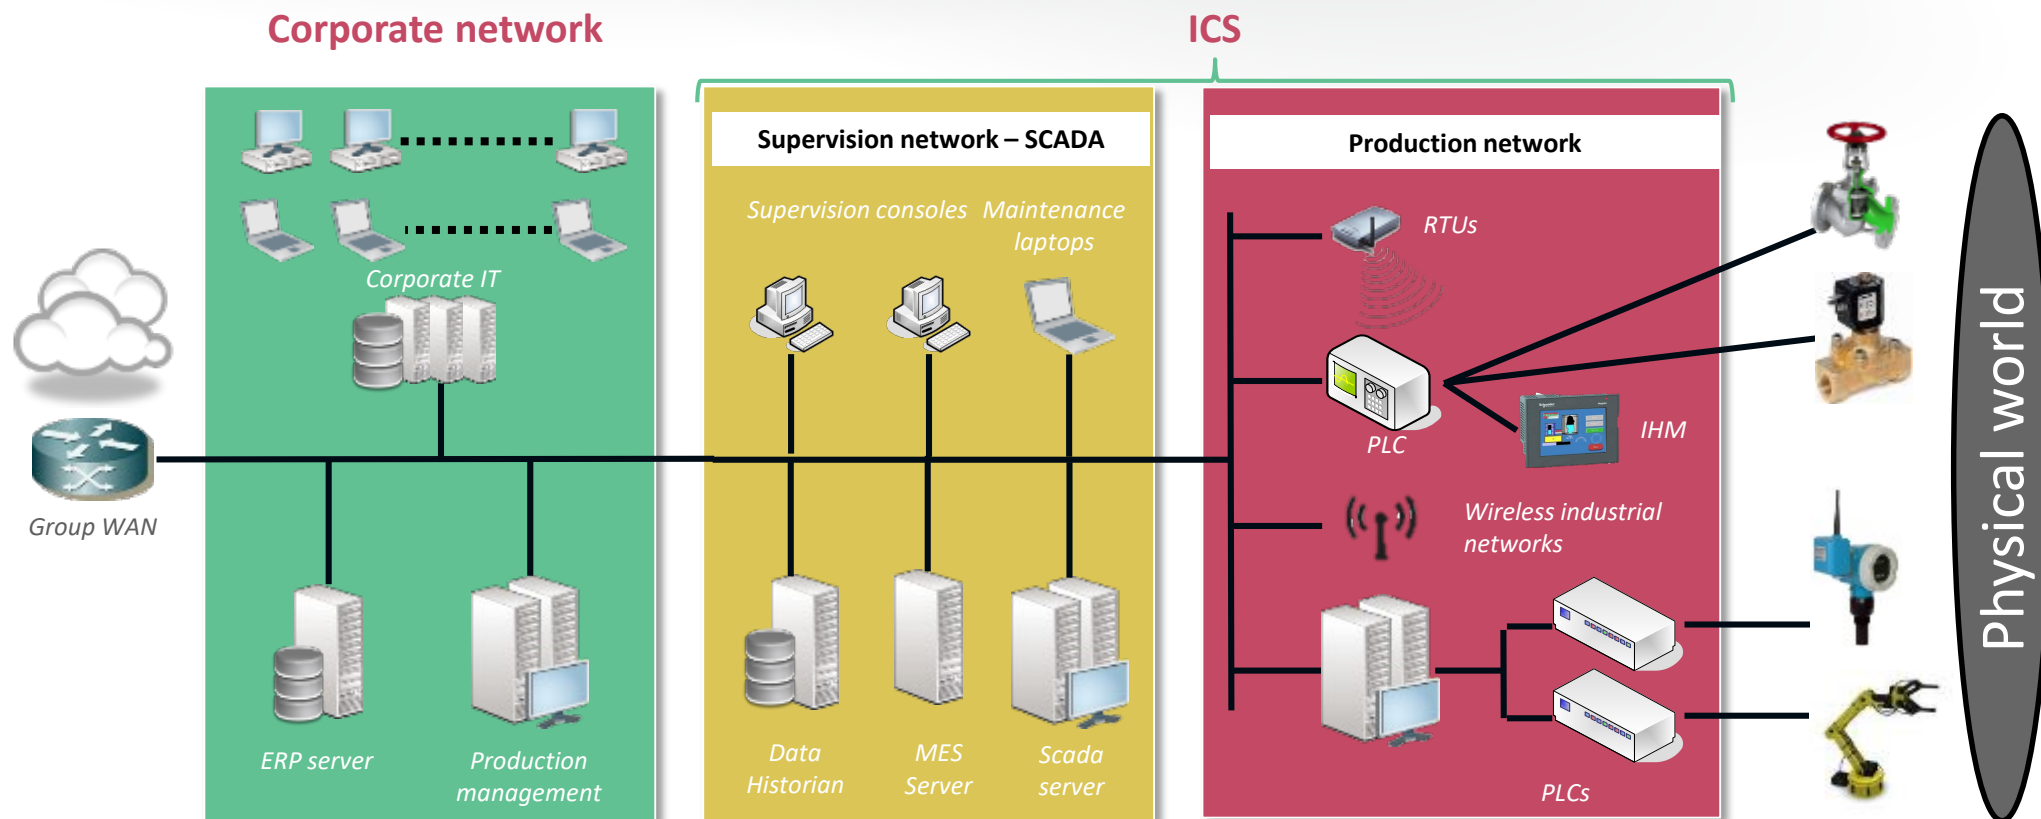 Corporate network
ICS
Supervision network – SCADA
Production network
Supervision consoles
Maintenance
laptops
RTUs
Corporate IT
PLC
IHM
Group WAN
Wireless industrial
networks
ERP server
Production
management
Data
Historian
MES
Server
Scada
server
PLCs
Physical world